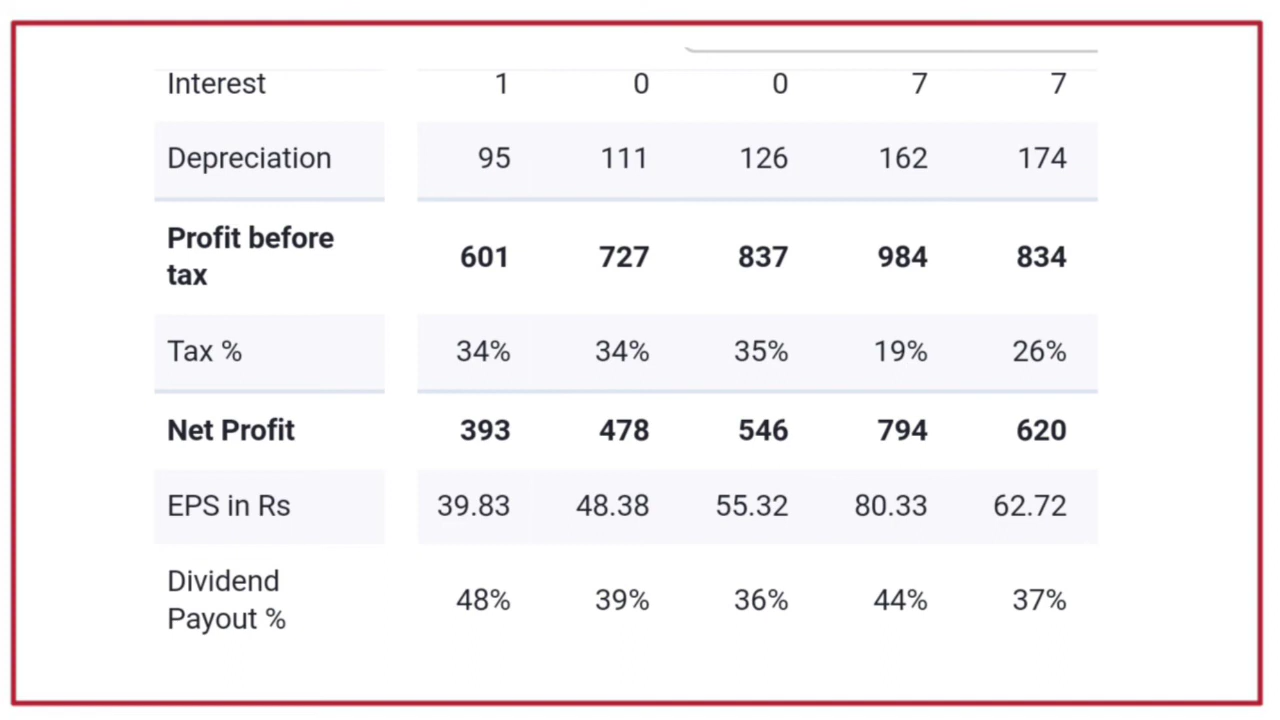 Interest 1 0 0 7 7
Depreciation 95 111 126 162 174
Profit before
tax 601 727 837 984 834
Tax % 34% 34% 35% 19% 26%
Net Profit 393 478 546 794 620
EPS in Rs 39.83 48.38 55.32 80.33 62.72
Dividend
Payout % 48% 39% 36% 44% 37%